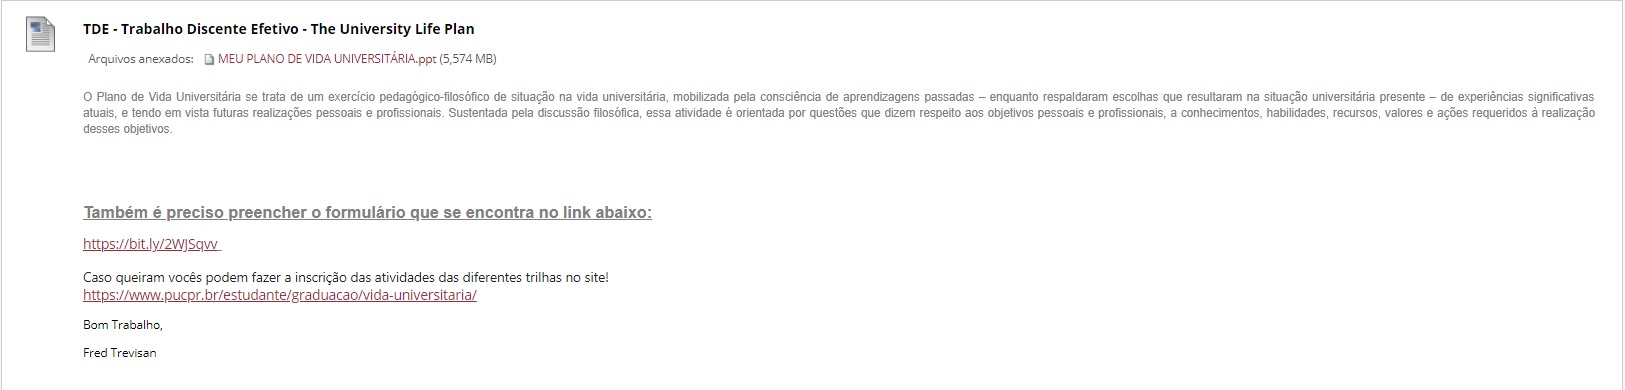 TDE - Trabalho Discente Efetivo - The University Life Plan
Arquivos anexados: MEU PLANO DE VIDA UNIVERSITÁRIA.ppt (5,574 MB)
O Plano de Vida Universitária se trata de um exercício pedagógico-filosófico de situação na vida universitária, mobilizada pela consciência de aprendizagens passadas – enquanto respaldaram escolhas que resultaram na situação universitária presente – de experiências significativas
atuais, e tendo em vista futuras realizações pessoais e profissionais. Sustentada pela discussão filosófica, essa atividade é orientada por questões que dizem respeito aos objetivos pessoais e profissionais, a conhecimentos, habilidades, recursos, valores e ações requeridos à realização
desses objetivos.
Também é preciso preencher o formulário que se encontra no link abaixo:
https://bit.ly/2WJSqvv
Caso queiram vocês podem fazer a inscrição das atividades das diferentes trilhas no site!
https://www.pucpr.br/estudante/graduacao/vida-universitaria/
Bom Trabalho,
Fred Trevisan